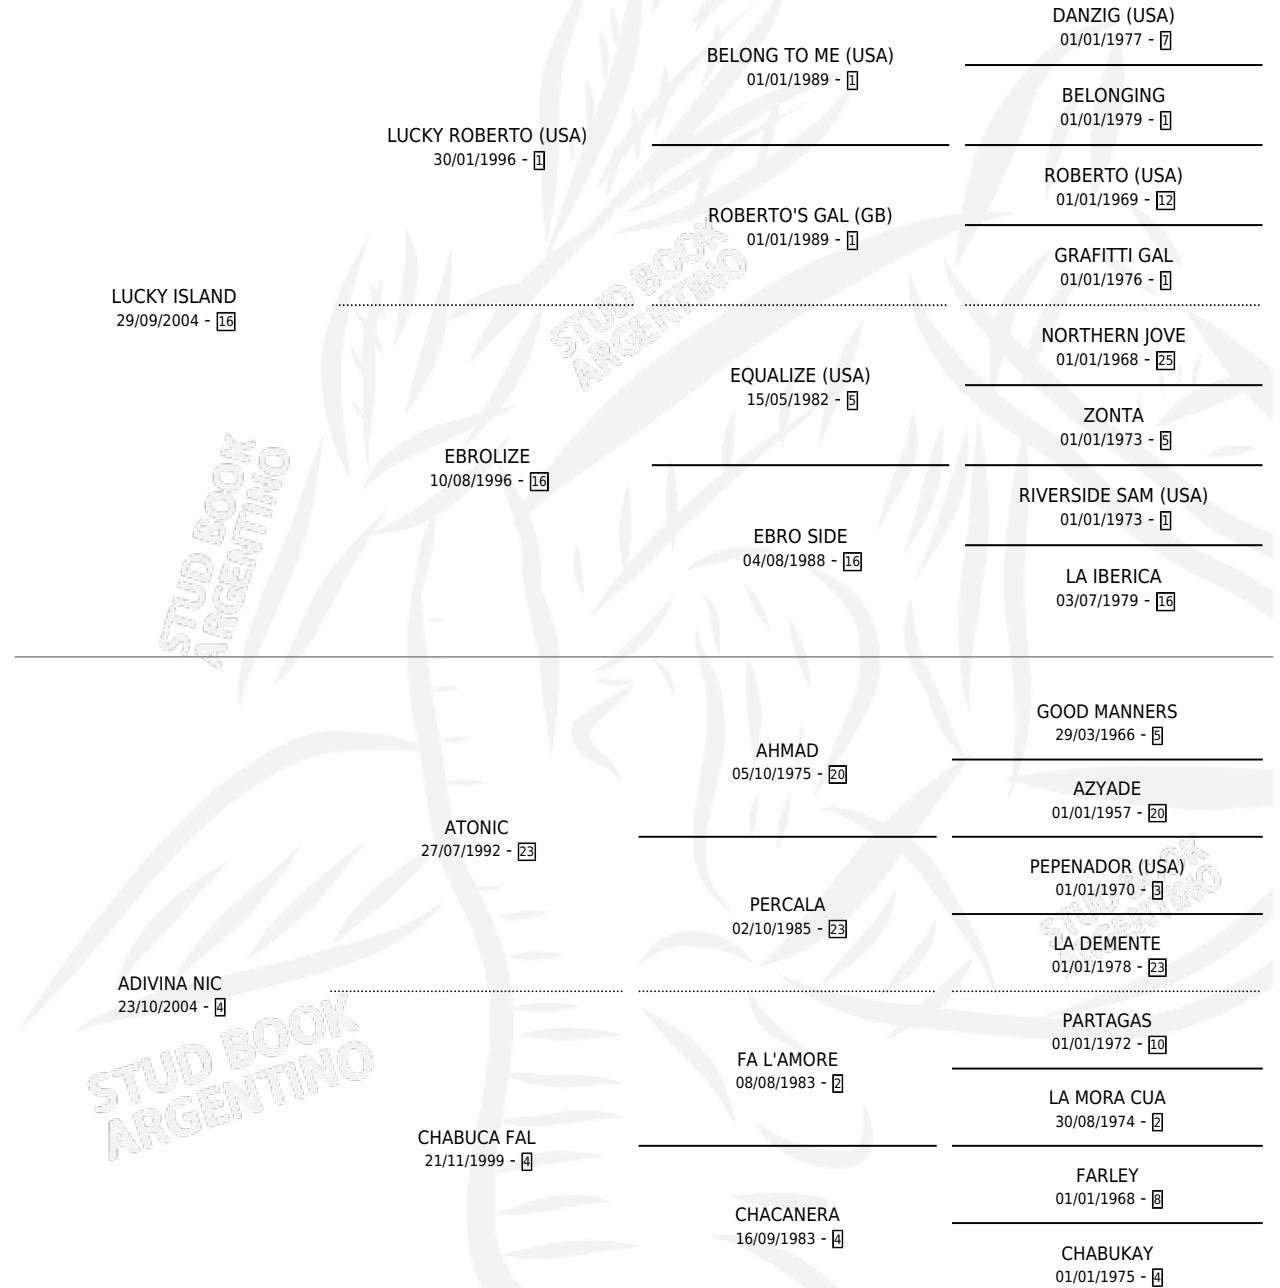 DANZIG (USA)
01/01/1977 - 7
BELONG TO ME (USA)
01/01/1989 - 1
BELONGING
01/01/1979 - 1
LUCKY ROBERTO (USA)
30/01/1996 - 1
ROBERTO (USA)
01/01/1969 - 12
ROBERTO'S GAL (GB)
01/01/1989 - 1
GRAFITTI GAL
01/01/1976 - 1
LUCKY ISLAND
29/09/2004 - 16
STUD BOOK
ARGENTINO
NORTHERN JOVE
01/01/1968 - 25
EQUALIZE (USA)
15/05/1982 - 5
ZONTA
01/01/1973 - 5
EBROLIZE
10/08/1996 - 16
STUD BOOK
ARGENTINO
RIVERSIDE SAM (USA)
01/01/1973 - 1
EBRO SIDE
04/08/1988 - 16
LA IBERICA
03/07/1979 - 16
GOOD MANNERS
29/03/1966 - 5
AHMAD
05/10/1975 - 20
AZYADE
01/01/1957 - 20
ATONIC
27/07/1992 - 23
PEPENADOR (USA)
01/01/1970 - 3
STUD BOOK
ARGENTINO
PERCALA
02/10/1985 - 23
LA DEMENTE
01/01/1978 - 23
ADIVINA NIC
23/10/2004 - 4
STUD BOOK
ARGENTINO
PARTAGAS
01/01/1972 - 10
FA L'AMORE
08/08/1983 - 2
LA MORA CUA
30/08/1974 - 2
CHABUCA FAL
21/11/1999 - 4
FARLEY
01/01/1968 - 8
CHACANERA
16/09/1983 - 4
CHABUKAY
01/01/1975 - 4